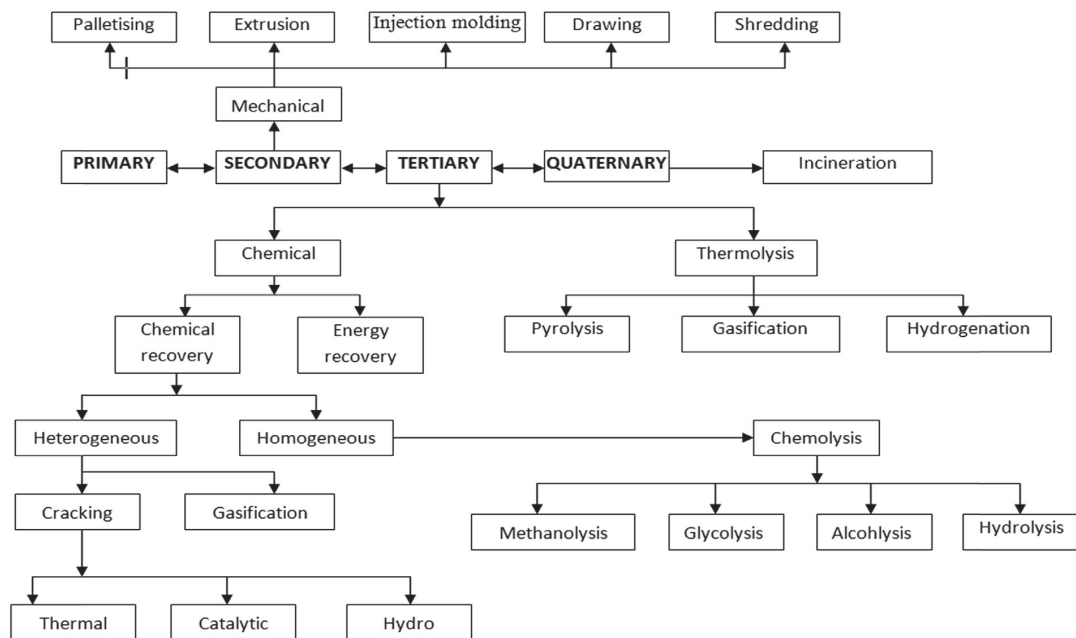 Palletising
Extrusion
Injection molding
Drawing
Shredding
Mechanical
PRIMARY
SECONDARY
TERTIARY
QUATERNARY
Incineration
Chemical
Thermolysis
Chemical
recovery
Energy
recovery
Pyrolysis
Gasification
Hydrogenation
Heterogeneous
Homogeneous
Chemolysis
Cracking
Gasification
Methanolysis
Glycolysis
Alcohlysis
Hydrolysis
Thermal
Catalytic
Hydro